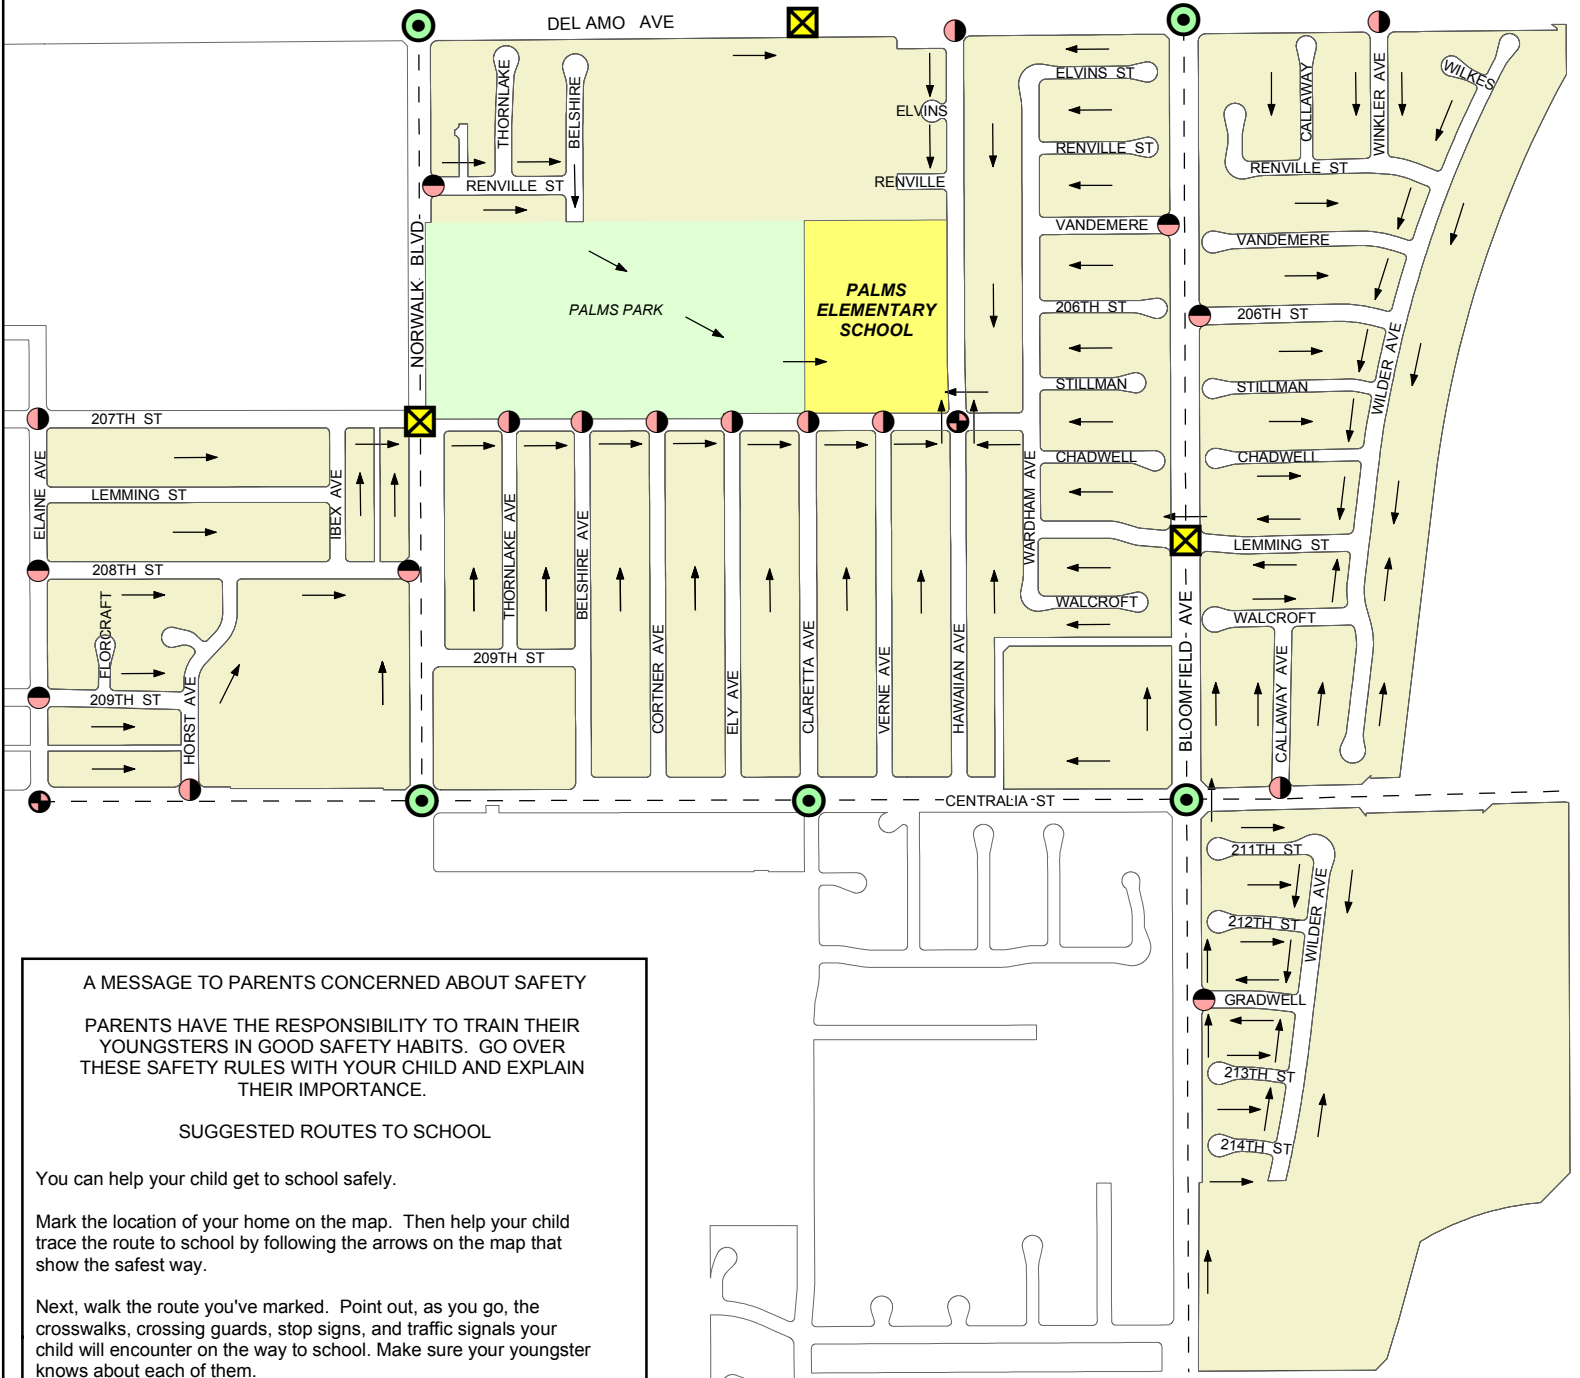 DEL AMO AVE
THORNLAKE
BELSHIRE
ELVINS
ELVINS ST
CALLAWAY
WINKLER AVE
WILKES
RENVILLE ST
RENVILLE
RENVILLE ST
RENVILLE ST
NORWALK BLVD
VANDEMERE
VANDEMERE
PALMS PARK
PALMS
ELEMENTARY
SCHOOL
206TH ST
206TH ST
STILLMAN
STILLMAN
WILDER AVE
207TH ST
ELAINE AVE
IBEX AVE
LEMMING ST
CHADWELL
CHADWELL
WARDHAM AVE
THORNLAKE AVE
BELSHIRE AVE
LEMMING ST
208TH ST
FLORCRAFT
WALCROFT
WALCROFT
BLOOMFIELD AVE
209TH ST
209TH ST
HORST AVE
CORTNER AVE
ELY AVE
CLARETTA AVE
VERNE AVE
HAWAIIAN AVE
CALLAWAY AVE
CENTRALIA ST
211TH ST
WILDER AVE
212TH ST
GRADWELL
213TH ST
214TH ST
A MESSAGE TO PARENTS CONCERNED ABOUT SAFETY
PARENTS HAVE THE RESPONSIBILITY TO TRAIN THEIR
YOUNGSTERS IN GOOD SAFETY HABITS. GO OVER
THESE SAFETY RULES WITH YOUR CHILD AND EXPLAIN
THEIR IMPORTANCE.
SUGGESTED ROUTES TO SCHOOL
You can help your child get to school safely.
Mark the location of your home on the map. Then help your child
trace the route to school by following the arrows on the map that
show the safest way.
Next, walk the route you've marked. Point out, as you go, the
crosswalks, crossing guards, stop signs, and traffic signals your
child will encounter on the way to school. Make sure your youngster
knows about each of them.